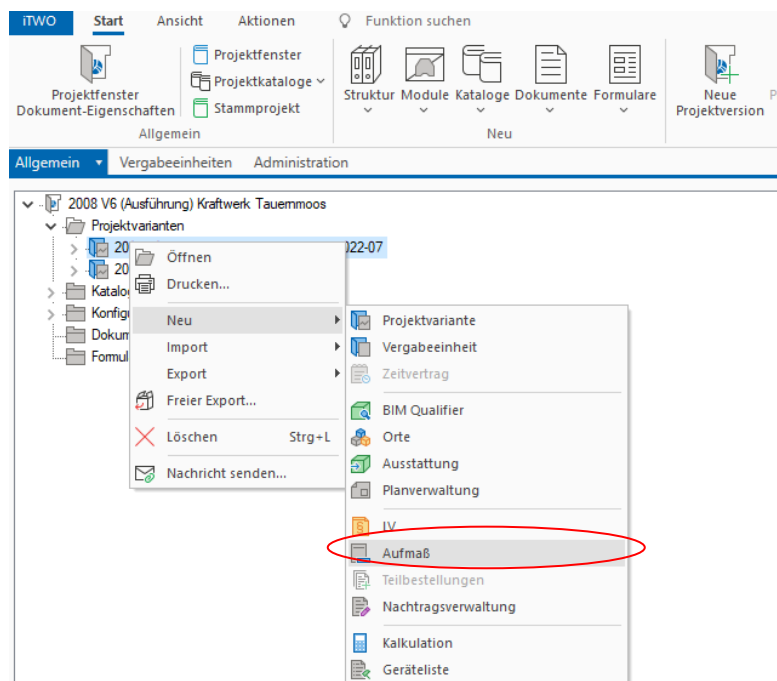 iTWO Start Ansicht Aktionen Funktion suchen
Projektfenster
Dokument-Eigenschaften
Projektfenster
Projektkataloge
Stammprojekt
Struktur Module Kataloge Dokumente Formulare
Neue
Projektversion
Allgemein Neu
Allgemein Vergabeeinheiten Administration
2008 V6 (Ausführung) Kraftwerk Tauernmoos
Projektvarianten
20 022-07
20
Katalo
Konfigu
Dokum
Formul
Öffnen
Drucken...
Neu
Import
Export
Freier Export...
Löschen Strg+L
Nachricht senden...
Projektvariante
Vergabeeinheit
Zeitvertrag
BIM Qualifier
Orte
Ausstattung
Planverwaltung
LV
Aufmaß
Teilbestellungen
Nachtragsverwaltung
Kalkulation
Geräteliste